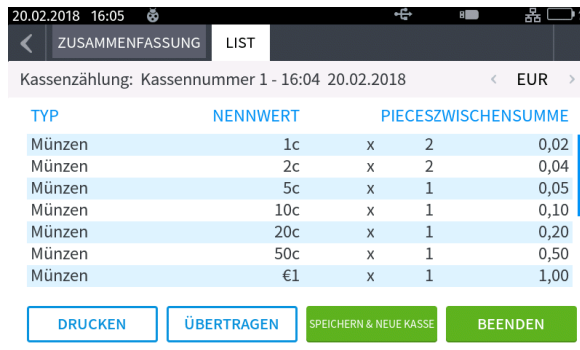 20.02.2018 16:05
ZUSAMMENFASSUNG LIST
Kassenzählung: Kassennummer 1 - 16:04 20.02.2018 < EUR >
TYP NENNWERT PIECESZWISCHENSUMME
Münzen 1c x 2 0,02
Münzen 2c x 2 0,04
Münzen 5c x 1 0,05
Münzen 10c x 1 0,10
Münzen 20c x 1 0,20
Münzen 50c x 1 0,50
Münzen €1 x 1 1,00
DRUCKEN ÜBERTRAGEN SPEICHERN & NEUE KASSE BEENDEN